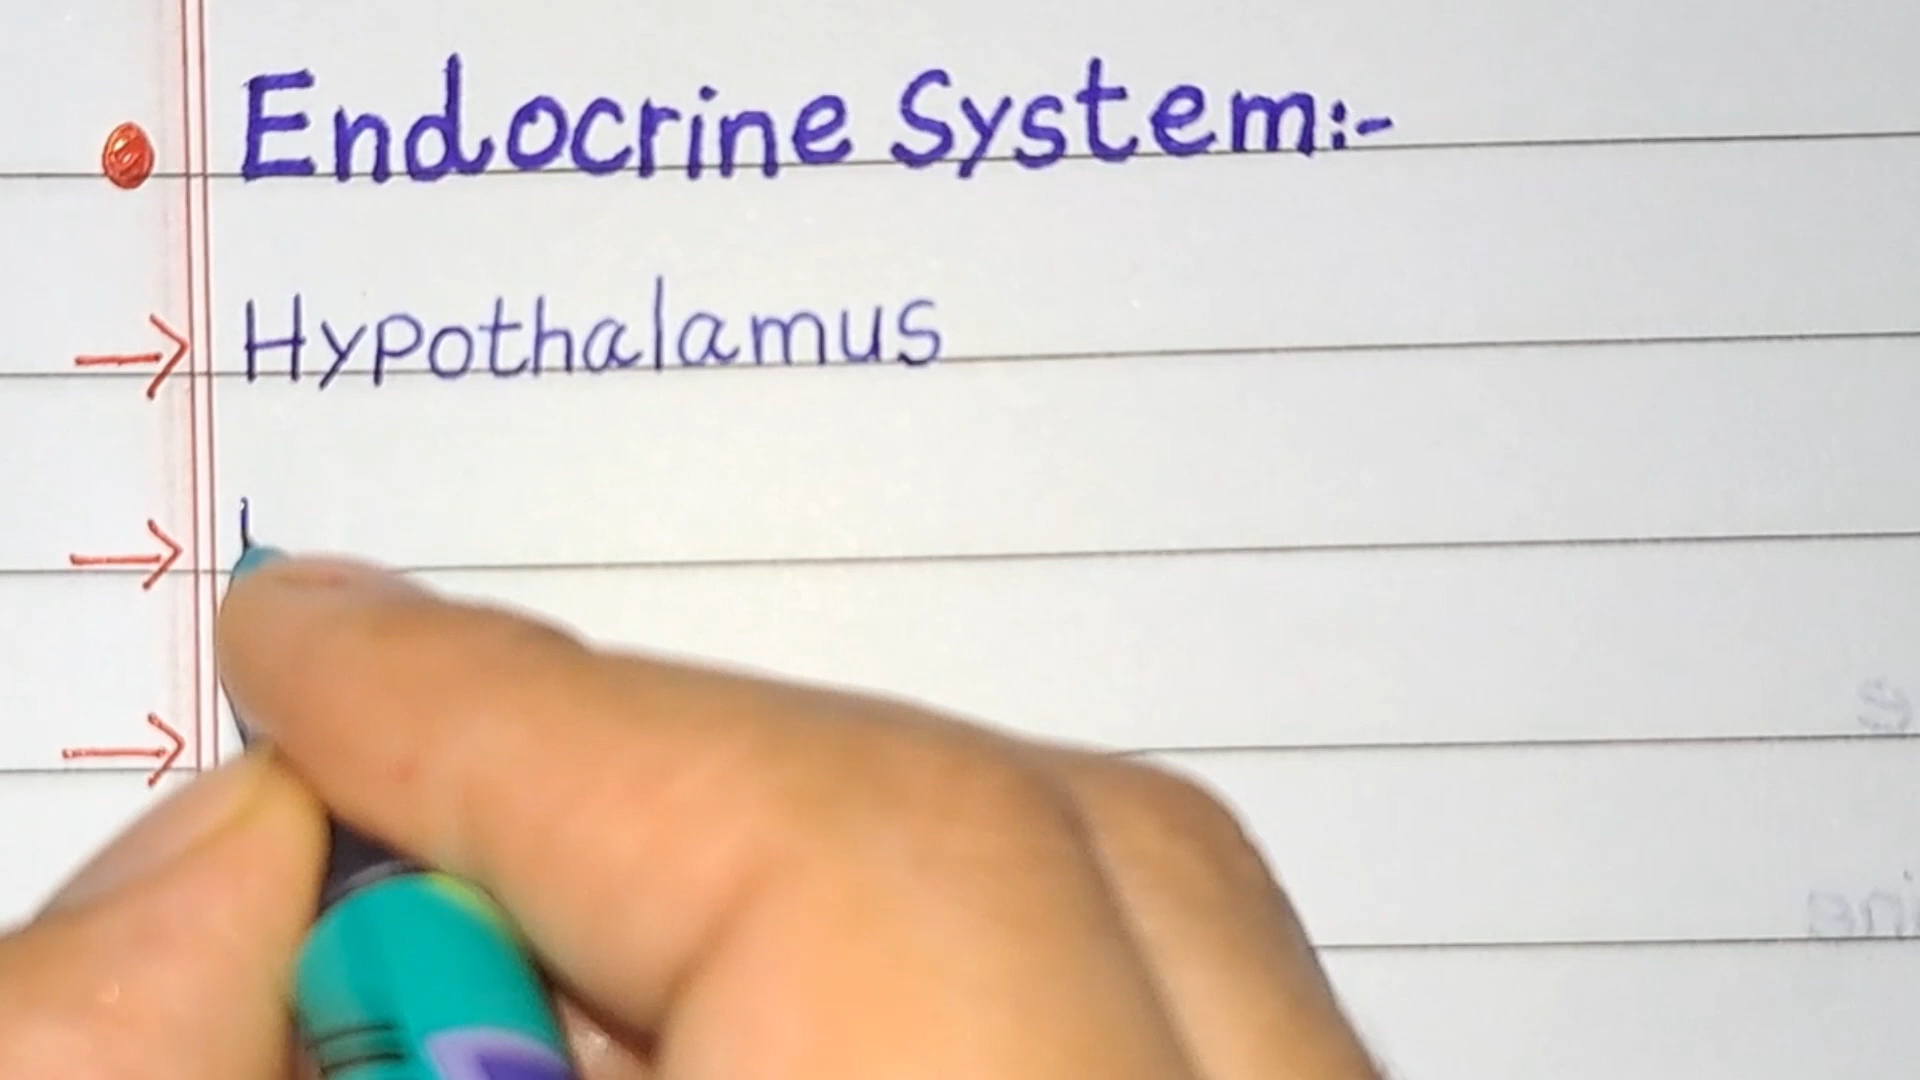 Endocrine System:-
→ Hypothalamus
→
→